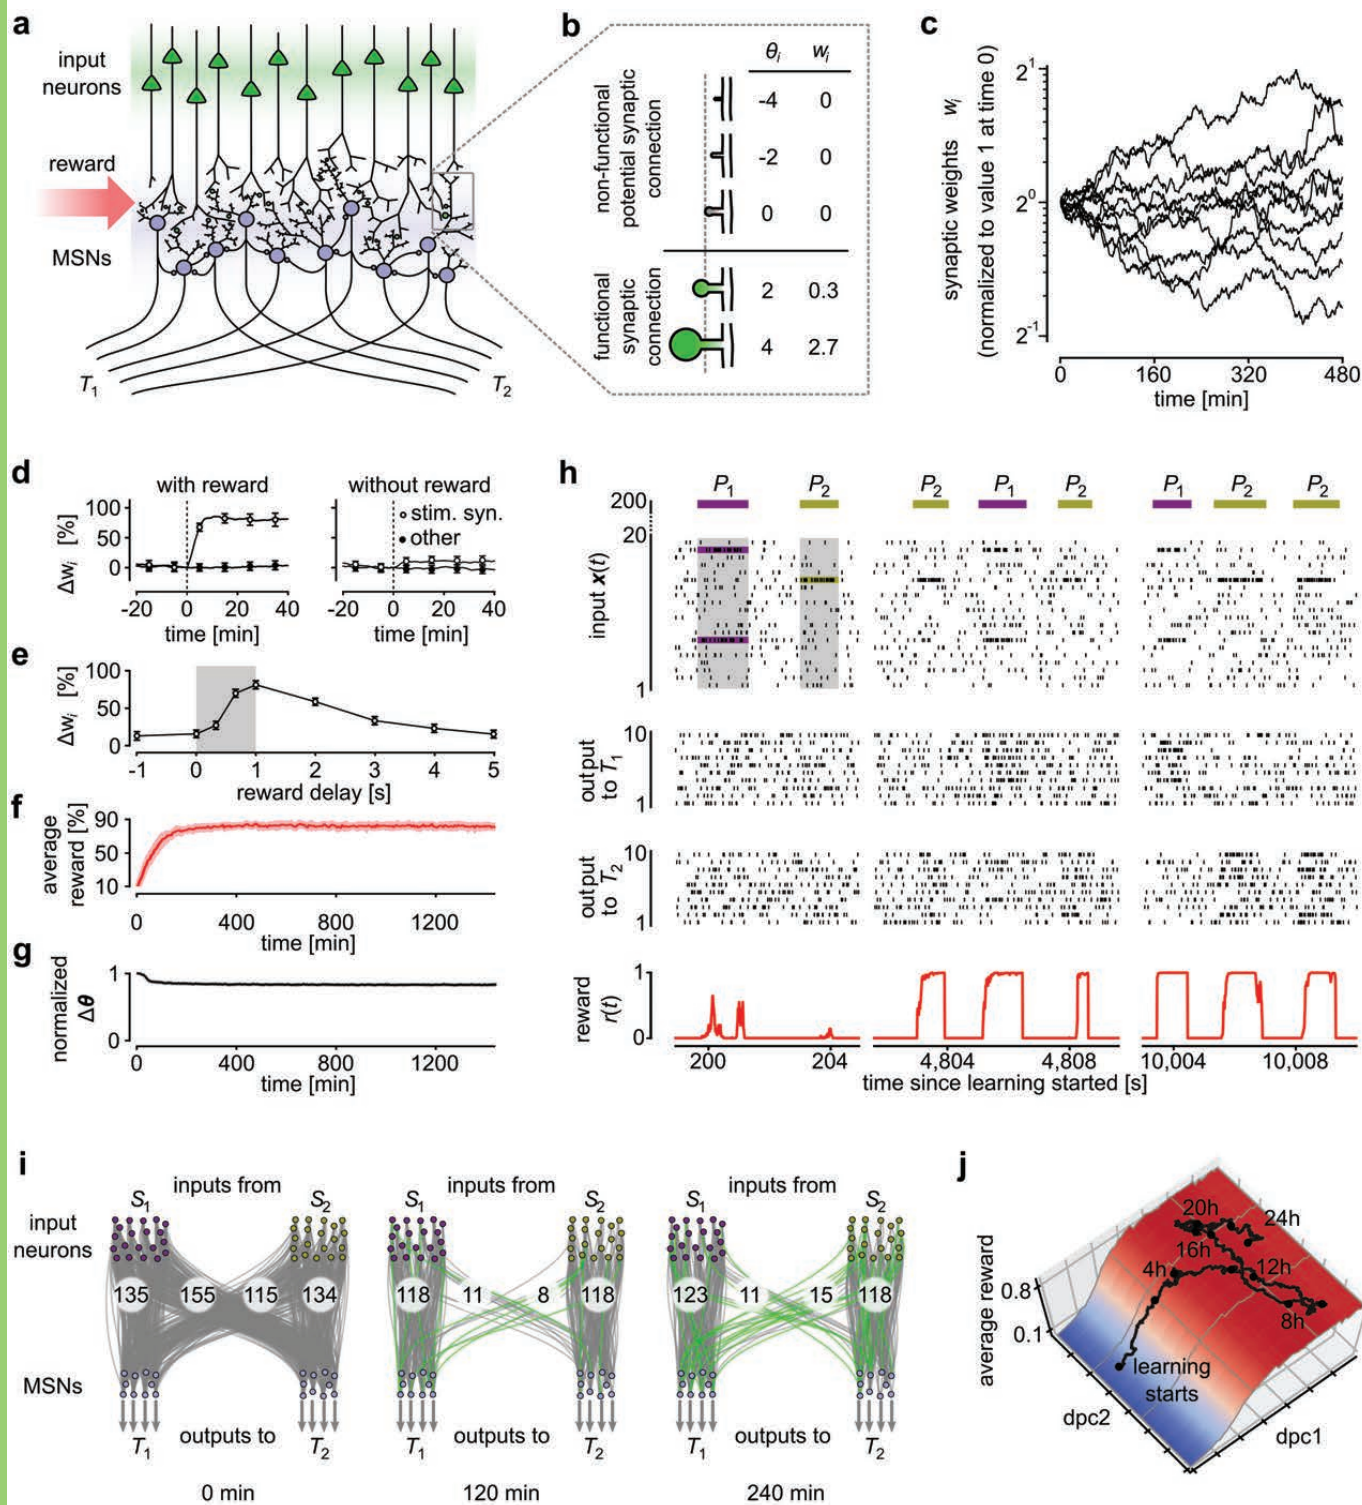 a
input
neurons
reward
MSNs
T1
T2
b
θi wi
non-functional
potential synaptic
connection
-4 0
-2 0
0 0
functional
synaptic
connection
2 0.3
4 2.7
c
synaptic weights wi
(normalized to value 1 at time 0)
2^1
2^0
2^-1
0 160 320 480
time [min]
d
with reward without reward
Δwi [%]
100
50
0
stim. syn.
other
-20 0 20 40 -20 0 20 40
time [min] time [min]
e
Δwi [%]
100
50
0
-1 0 1 2 3 4 5
reward delay [s]
f
average
reward [%]
90
50
10
0 400 800 1200
time [min]
g
normalized
Δθ
1
0
0 400 800 1200
time [min]
h
P1 P2 P2 P1 P2 P1 P2 P2
200
20
input x(t)
1
output
to T1
10
1
output
to T2
10
1
reward
r(t)
1
0
200 204 4,804 4,808 10,004 10,008
time since learning started [s]
i
S1 inputs from S2 S1 inputs from S2 S1 inputs from S2
input
neurons
135 155 115 134 118 11 8 118 123 11 15 118
MSNs
T1 outputs to T2 T1 outputs to T2 T1 outputs to T2
0 min 120 min 240 min
j
average reward
0.8
0.1
20h 24h
16h
4h 12h
8h
learning
starts
dpc2 dpc1